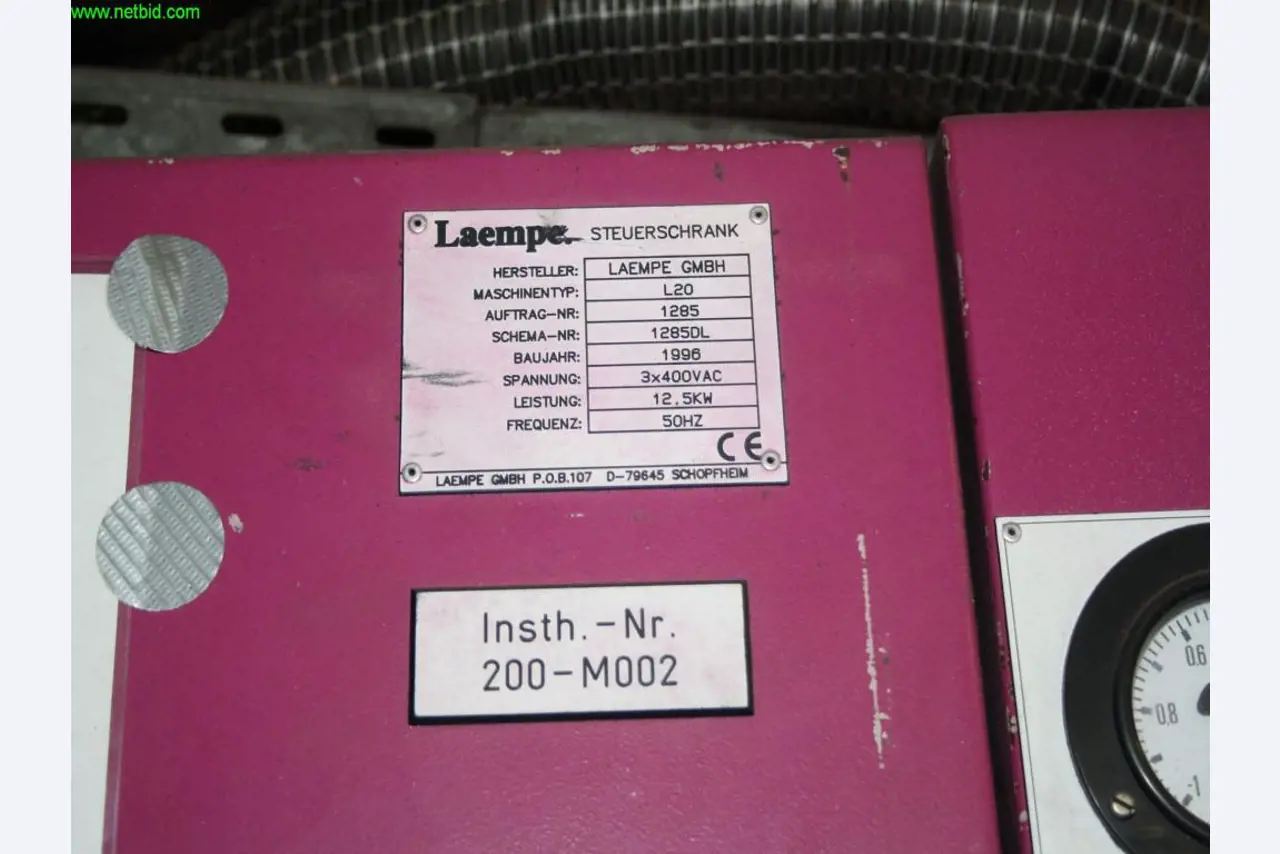 www.netbid.com
Laempe. STEUERSCHRANK
HERSTELLER: LAEMPE GMBH
MASCHINENTYP: L20
AUFTRAG-NR: 1285
SCHEMA-NR: 1285DL
BAUJAHR: 1996
SPANNUNG: 3x400VAC
LEISTUNG: 12.5KW
FREQUENZ: 50HZ
CE
LAEMPE GMBH P.O.B.107 D-79645 SCHOPFHEIM
Insth.-Nr.
200-M002
0.6
0.8
-1